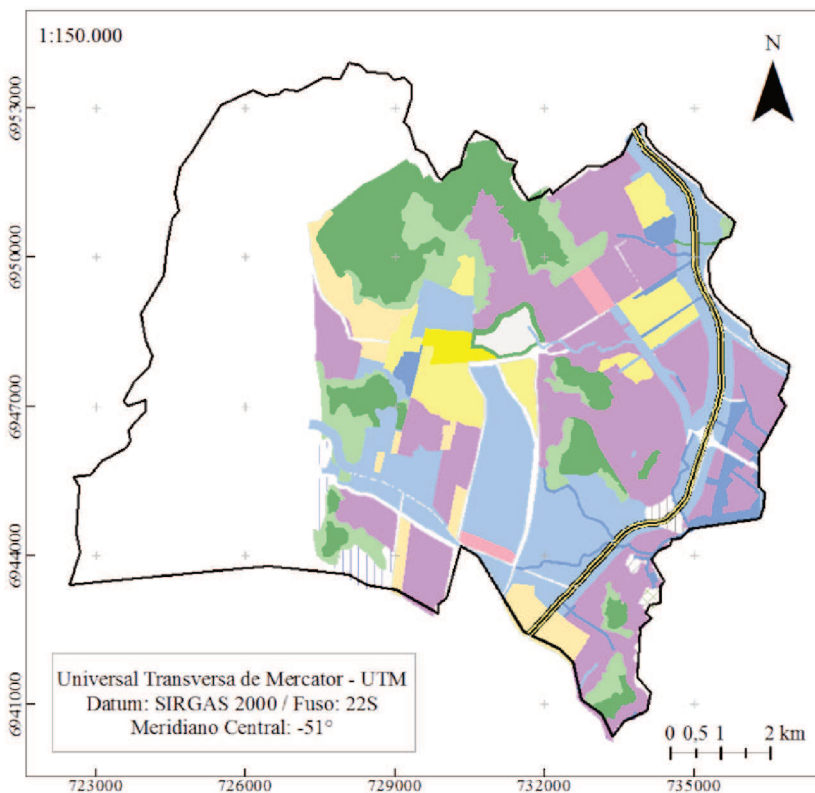 1:150.000
N
6953000
6950000
6947000
6944000
6941000
Universal Transversa de Mercator - UTM
Datum: SIRGAS 2000 / Fuso: 22S
Meridiano Central: -51°
0 0,5 1 2 km
723000 726000 729000 732000 735000